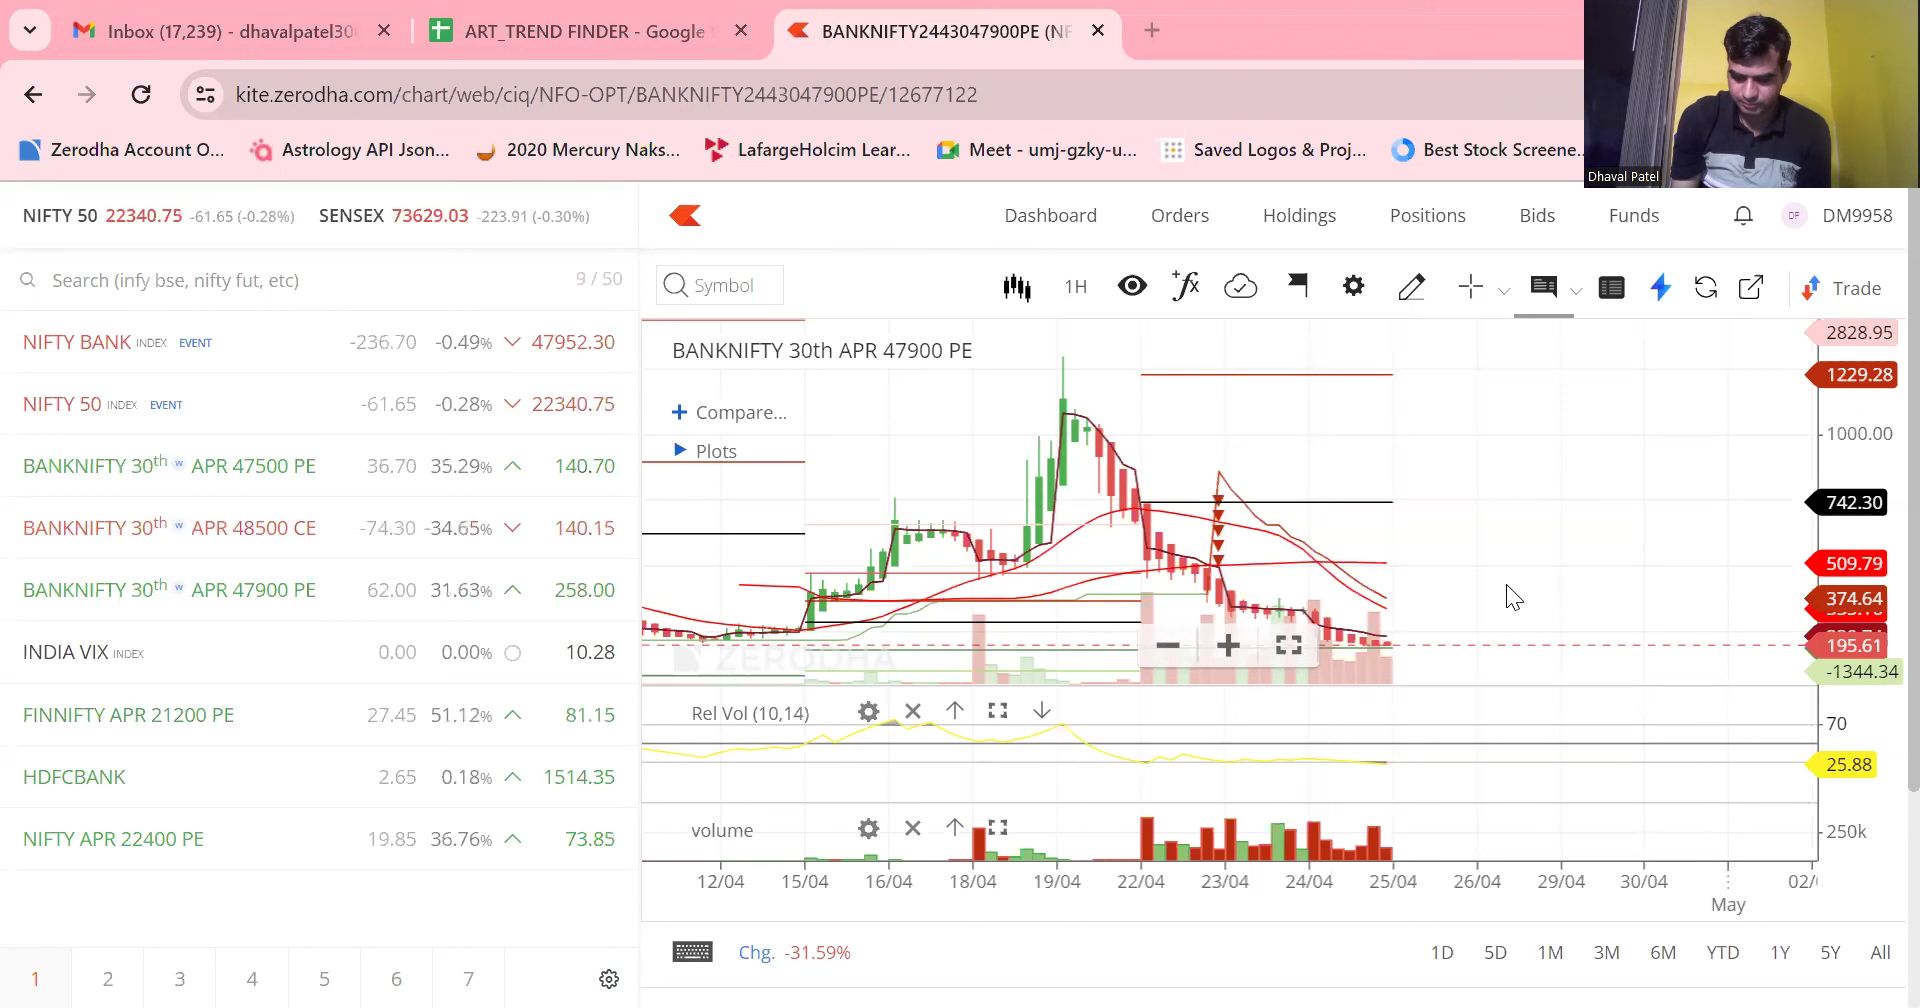 Inbox (17,239) - dhavalpatel30
ART_TREND FINDER - Google
BANKNIFTY2443047900PE (NF
kite.zerodha.com/chart/web/ciq/NFO-OPT/BANKNIFTY2443047900PE/12677122
Zerodha Account O...
Astrology API Json...
2020 Mercury Naks...
LafargeHolcim Lear...
Meet - umj-gzky-u...
Saved Logos & Proj...
Best Stock Screene...
Dhaval Patel
NIFTY 50 22340.75 -61.65 (-0.28%) SENSEX 73629.03 -223.91 (-0.30%)
Dashboard Orders Holdings Positions Bids Funds DP DM9958
Search (infy bse, nifty fut, etc) 9 / 50
Symbol 1H Trade
NIFTY BANK INDEX EVENT -236.70 -0.49% 47952.30
NIFTY 50 INDEX EVENT -61.65 -0.28% 22340.75
BANKNIFTY 30th w APR 47500 PE 36.70 35.29% 140.70
BANKNIFTY 30th w APR 48500 CE -74.30 -34.65% 140.15
BANKNIFTY 30th w APR 47900 PE 62.00 31.63% 258.00
INDIA VIX INDEX 0.00 0.00% 10.28
FINNIFTY APR 21200 PE 27.45 51.12% 81.15
HDFCBANK 2.65 0.18% 1514.35
NIFTY APR 22400 PE 19.85 36.76% 73.85
1 2 3 4 5 6 7
BANKNIFTY 30th APR 47900 PE
Compare...
Plots
2828.95
1229.28
1000.00
742.30
509.79
374.64
195.61
-1344.34
ZERODHA
Rel Vol (10,14)
70
25.88
volume
250k
12/04 15/04 16/04 18/04 19/04 22/04 23/04 24/04 25/04 26/04 29/04 30/04 02/
May
Chg. -31.59%
1D 5D 1M 3M 6M YTD 1Y 5Y All